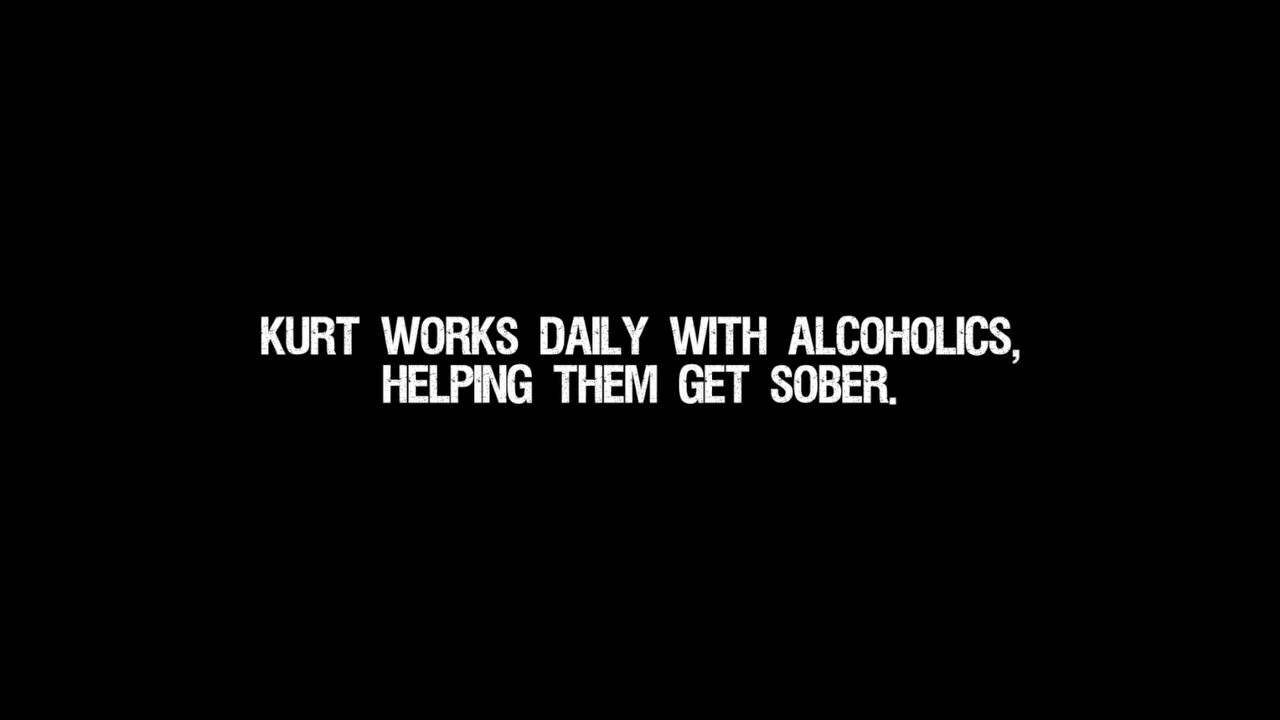 KURT WORKS DAILY WITH ALCOHOLICS,
HELPING THEM GET SOBER.